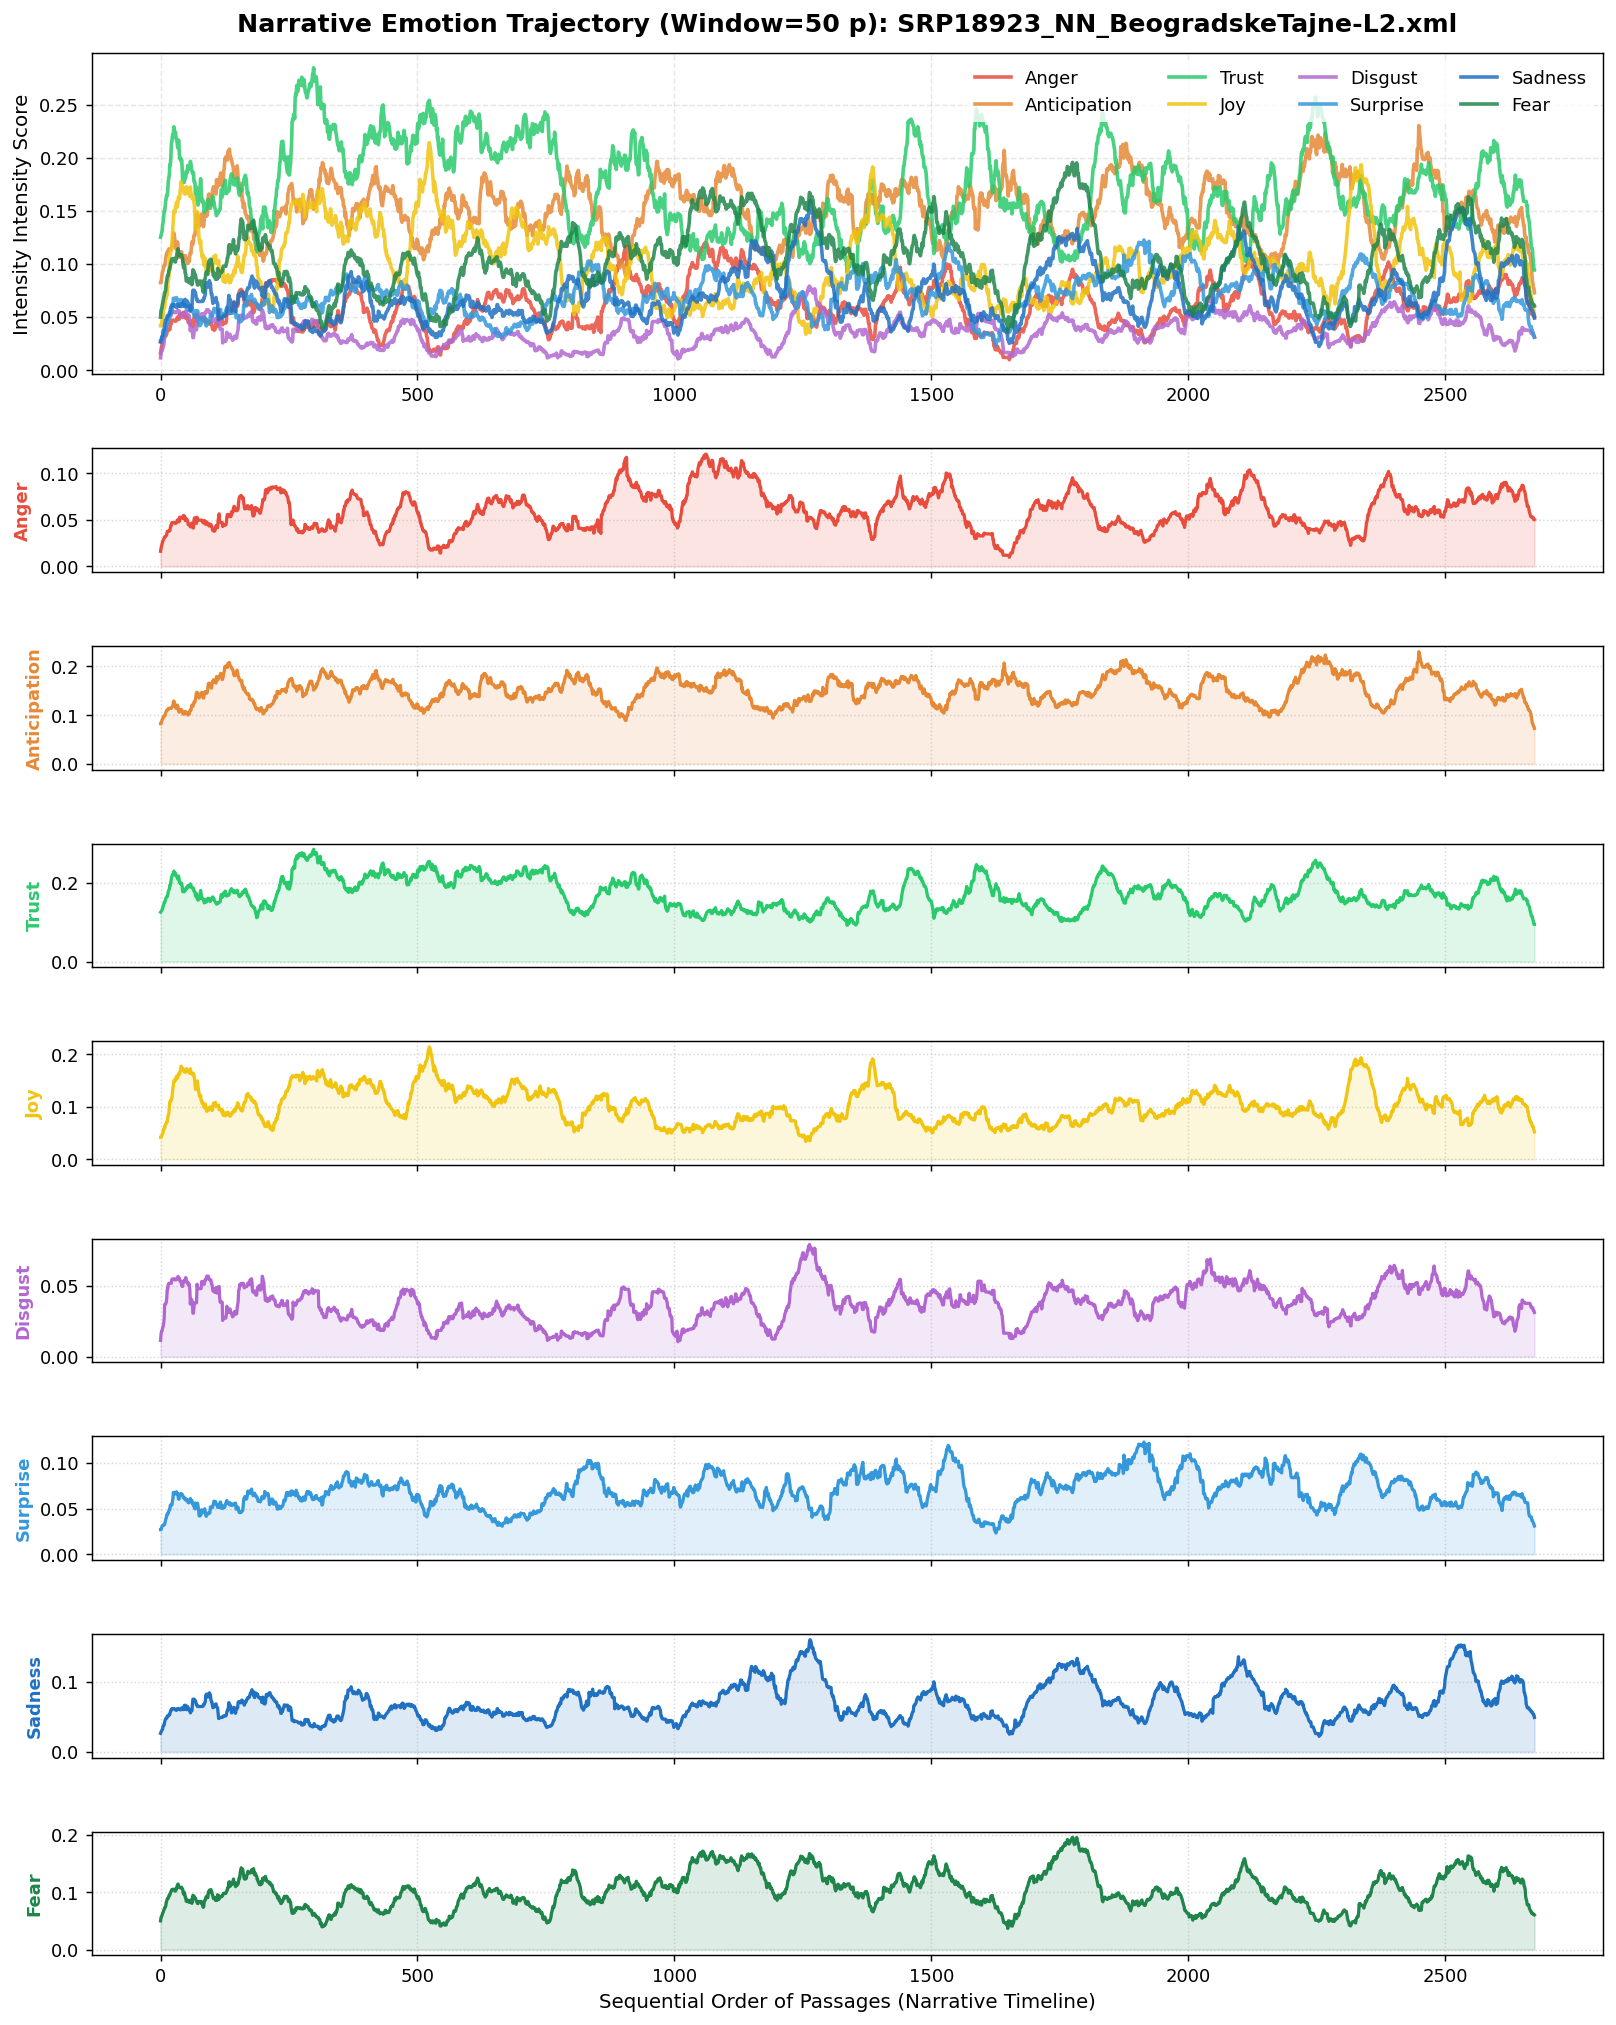 Narrative Emotion Trajectory (Window=50 p): SRP18923_NN_BeogradskeTajne-L2.xml
Intensity Intensity Score
0.25
0.20
0.15
0.10
0.05
0.00
Anger Trust Disgust Sadness
Anticipation Joy Surprise Fear
0 500 1000 1500 2000 2500
Anger
0.10
0.05
0.00
Anticipation
0.2
0.1
0.0
Trust
0.2
0.0
Joy
0.2
0.1
0.0
Disgust
0.05
0.00
Surprise
0.10
0.05
0.00
Sadness
0.1
0.0
Fear
0.2
0.1
0.0
0 500 1000 1500 2000 2500
Sequential Order of Passages (Narrative Timeline)